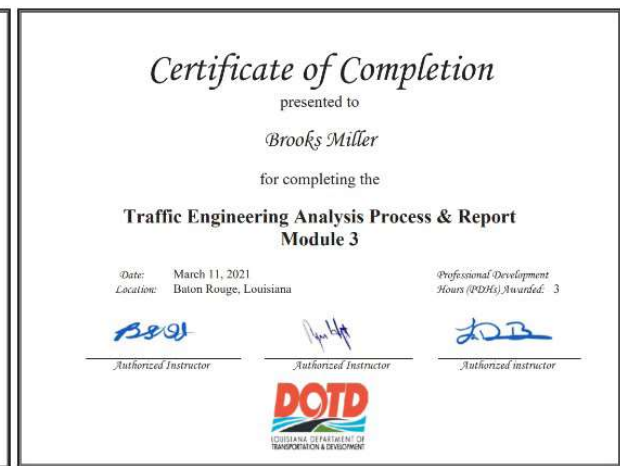 Certificate of Completion
presented to
Brooks Miller
for completing the
Traffic Engineering Analysis Process & Report
Module 3
Date: March 11, 2021
Location: Baton Rouge, Louisiana
Professional Development
Hours (PDHs) Awarded: 3
Authorized Instructor
Authorized Instructor
Authorized instructor
DOTD
LOUISIANA DEPARTMENT OF
TRANSPORTATION & DEVELOPMENT